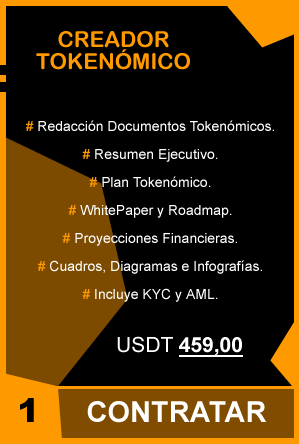 CREADOR
TOKENÓMICO
# Redacción Documentos Tokenómicos.
# Resumen Ejecutivo.
# Plan Tokenómico.
# WhitePaper y Roadmap.
# Proyecciones Financieras.
# Cuadros, Diagramas e Infografías.
# Incluye KYC y AML.
USDT 459,00
1 CONTRATAR